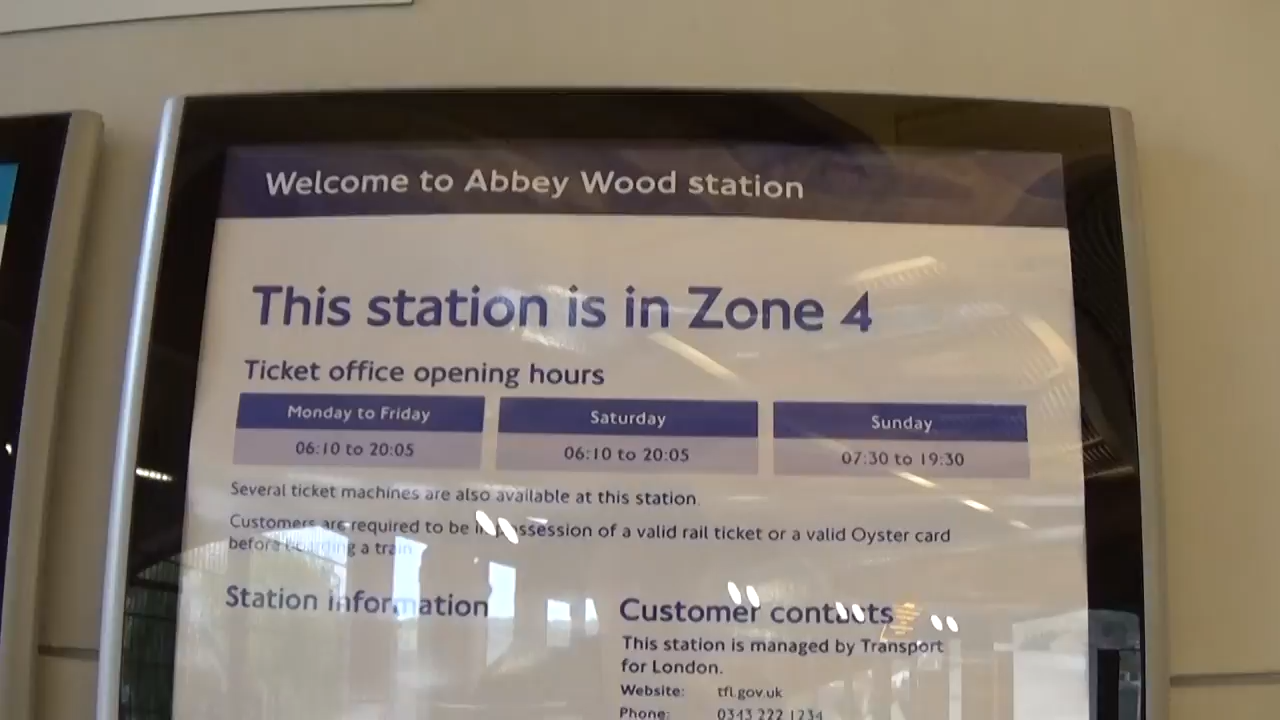 Welcome to Abbey Wood station
This station is in Zone 4
Ticket office opening hours
Monday to Friday
06:10 to 20:05
Saturday
06:10 to 20:05
Sunday
07:30 to 19:30
Several ticket machines are also available at this station.
Customers are required to be in possession of a valid rail ticket or a valid Oyster card
before boarding a train
Station information
Customer contacts
This station is managed by Transport
for London.
Website: tfl.gov.uk
Phone: 0343 222 1234